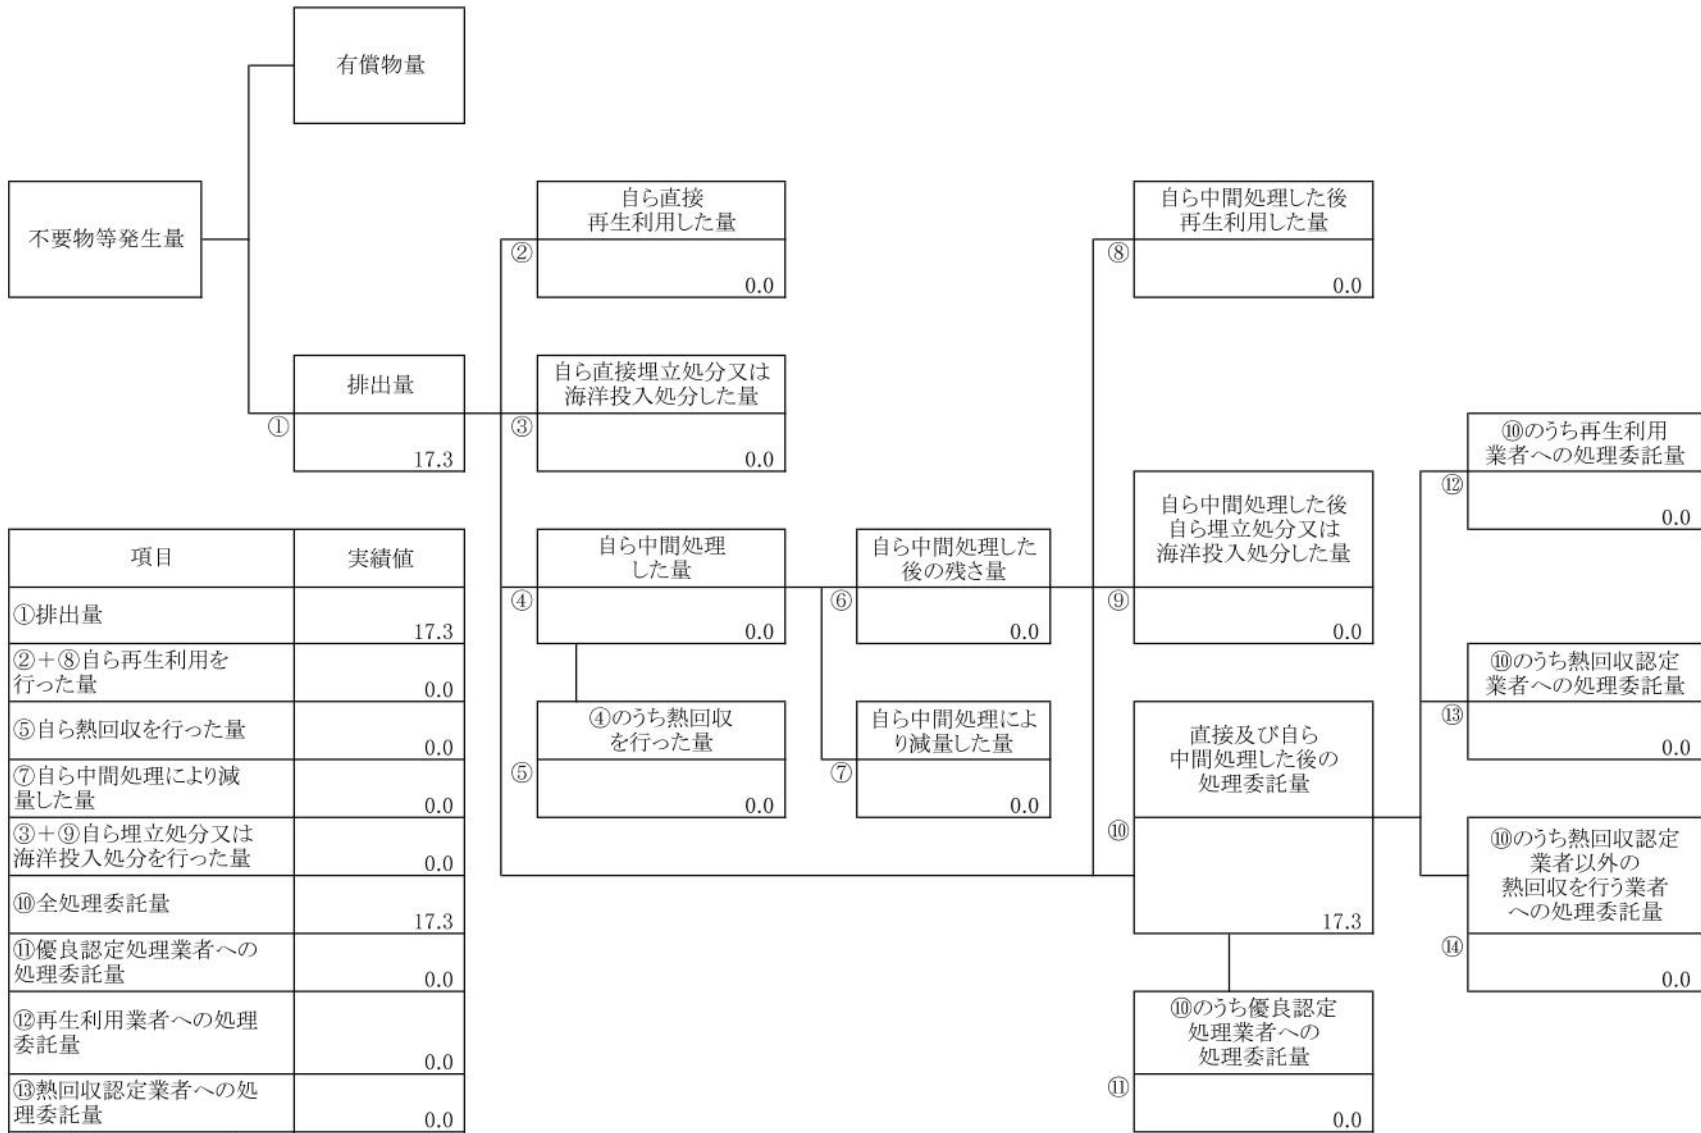 有償物量
不要物等発生量
自ら直接
再生利用した量
②
0.0
自ら中間処理した後
再生利用した量
⑧
0.0
排出量
①
17.3
自ら直接埋立処分又は
海洋投入処分した量
③
0.0
⑩のうち再生利用
業者への処理委託量
⑫
0.0
自ら中間処理
した量
④
0.0
自ら中間処理した
後の残さ量
⑥
0.0
自ら中間処理した後
自ら埋立処分又は
海洋投入処分した量
⑨
0.0
⑩のうち熱回収認定
業者への処理委託量
⑬
0.0
④のうち熱回収
を行った量
⑤
0.0
自ら中間処理によ
り減量した量
⑦
0.0
直接及び自ら
中間処理した後の
処理委託量
⑩
17.3
⑩のうち熱回収認定
業者以外の
熱回収を行う業者
への処理委託量
⑭
0.0
⑩のうち優良認定
処理業者への
処理委託量
⑪
0.0
項目 実績値
①排出量
17.3
②+⑧自ら再生利用を
行った量
0.0
⑤自ら熱回収を行った量
0.0
⑦自ら中間処理により減
量した量
0.0
③+⑨自ら埋立処分又は
海洋投入処分を行った量
0.0
⑩全処理委託量
17.3
⑪優良認定処理業者への
処理委託量
0.0
⑫再生利用業者への処理
委託量
0.0
⑬熱回収認定業者への処
理委託量
0.0